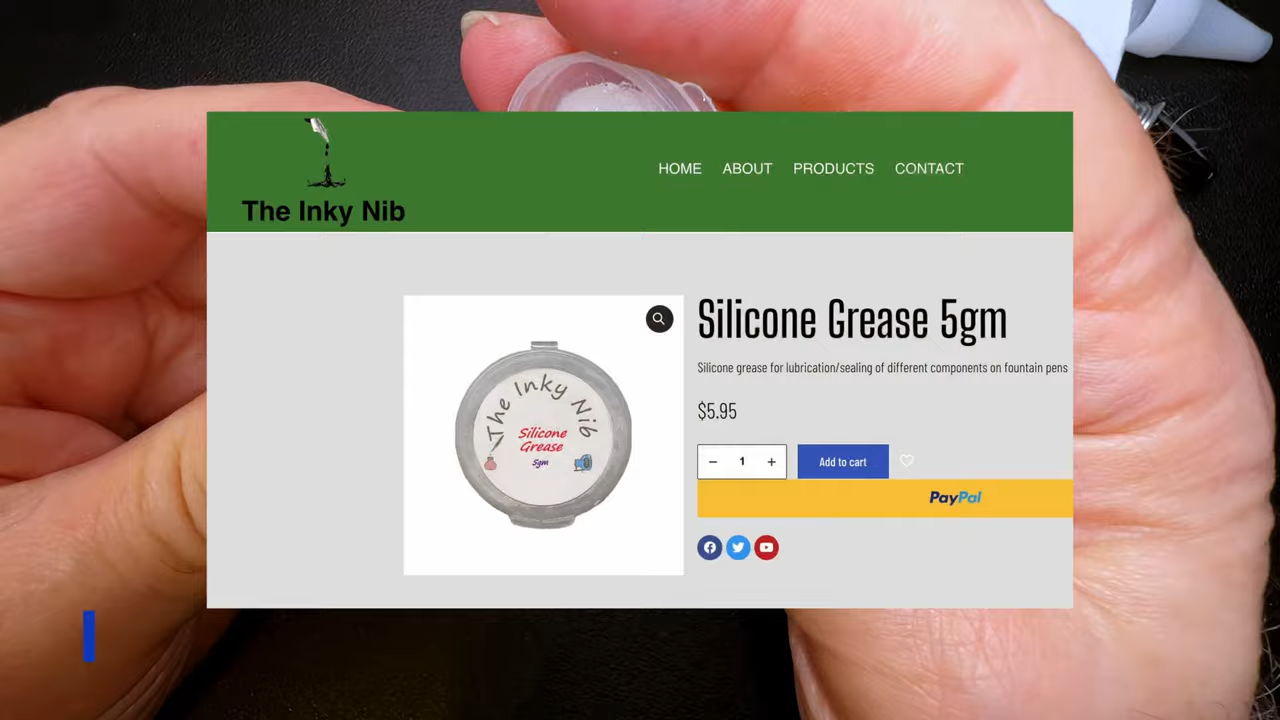 The Inky Nib
HOME ABOUT PRODUCTS CONTACT
The Inky Nib
Silicone
Grease
5gm
Silicone Grease 5gm
Silicone grease for lubrication/sealing of different components on fountain pens
$5.95
− 1 +
Add to cart
PayPal